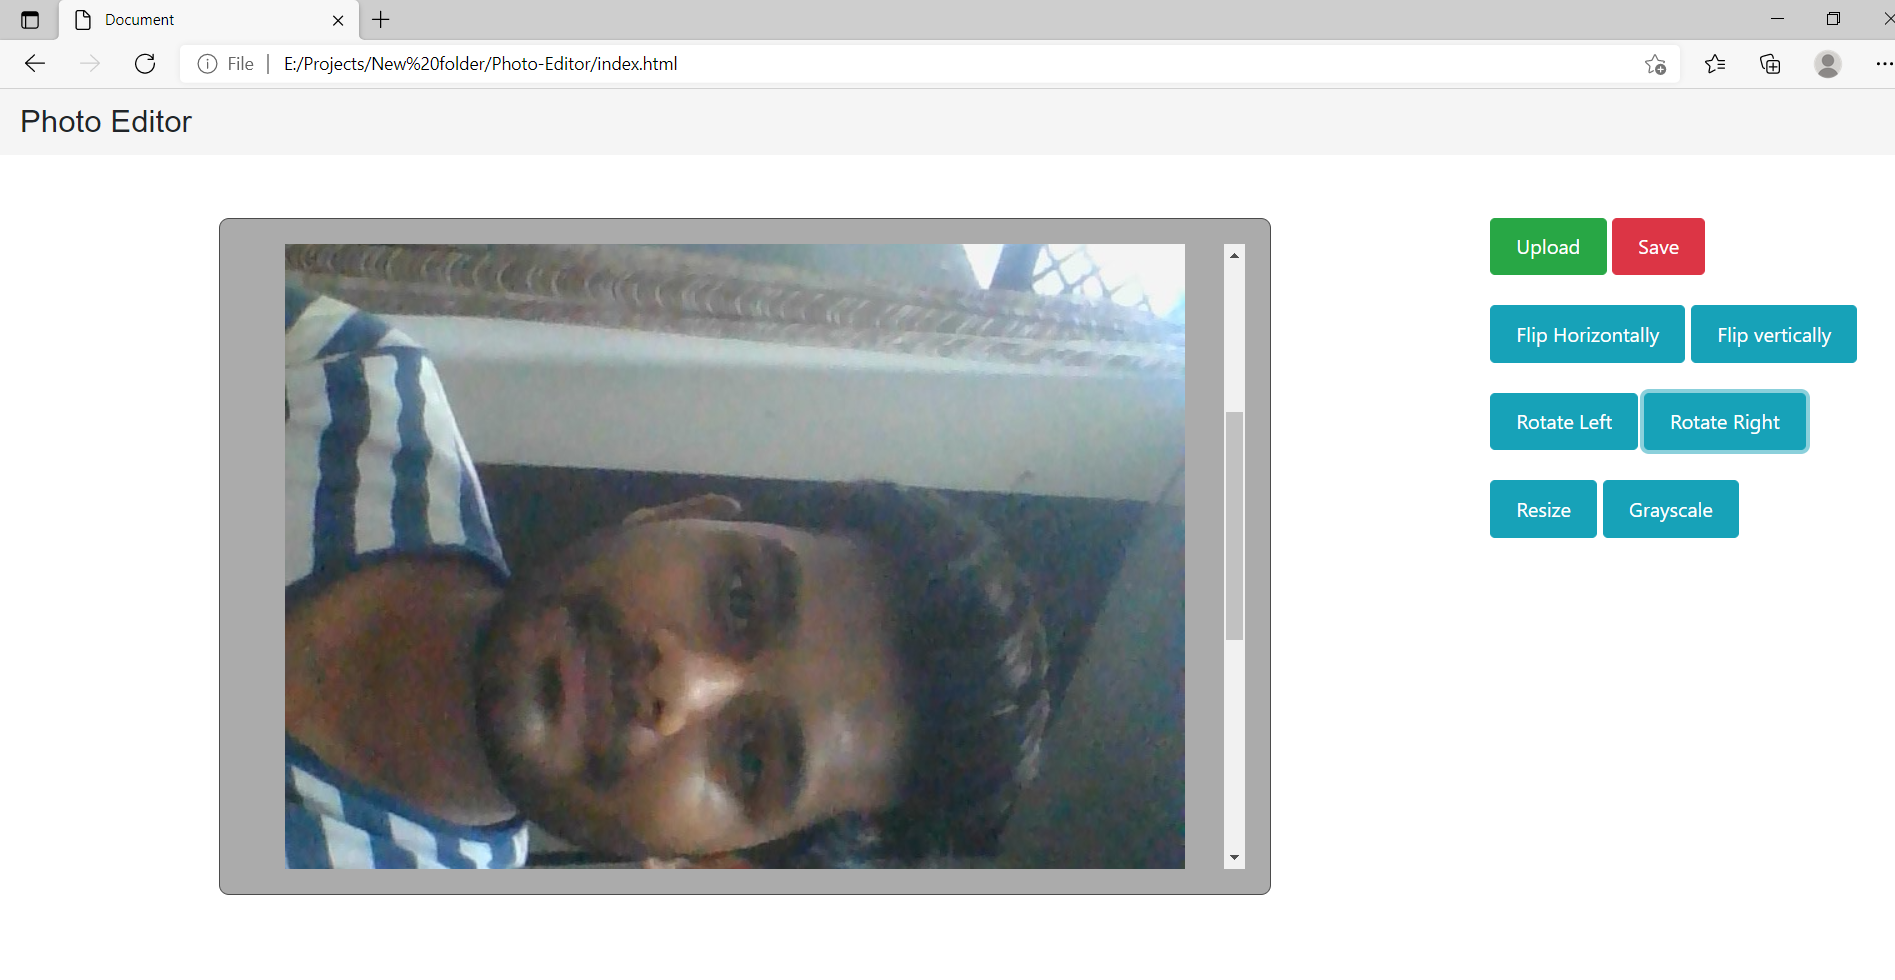 Document
File
E:/Projects/New%20folder/Photo-Editor/index.html
Photo Editor
Upload Save
Flip Horizontally Flip vertically
Rotate Left Rotate Right
Resize Grayscale